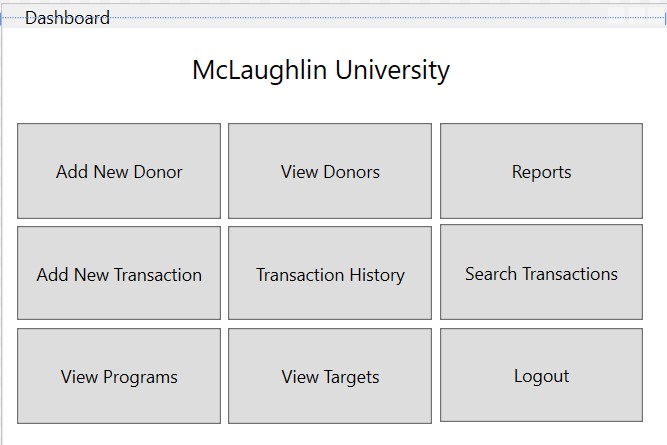 Dashboard
McLaughlin University
Add New Donor
View Donors
Reports
Add New Transaction
Transaction History
Search Transactions
View Programs
View Targets
Logout